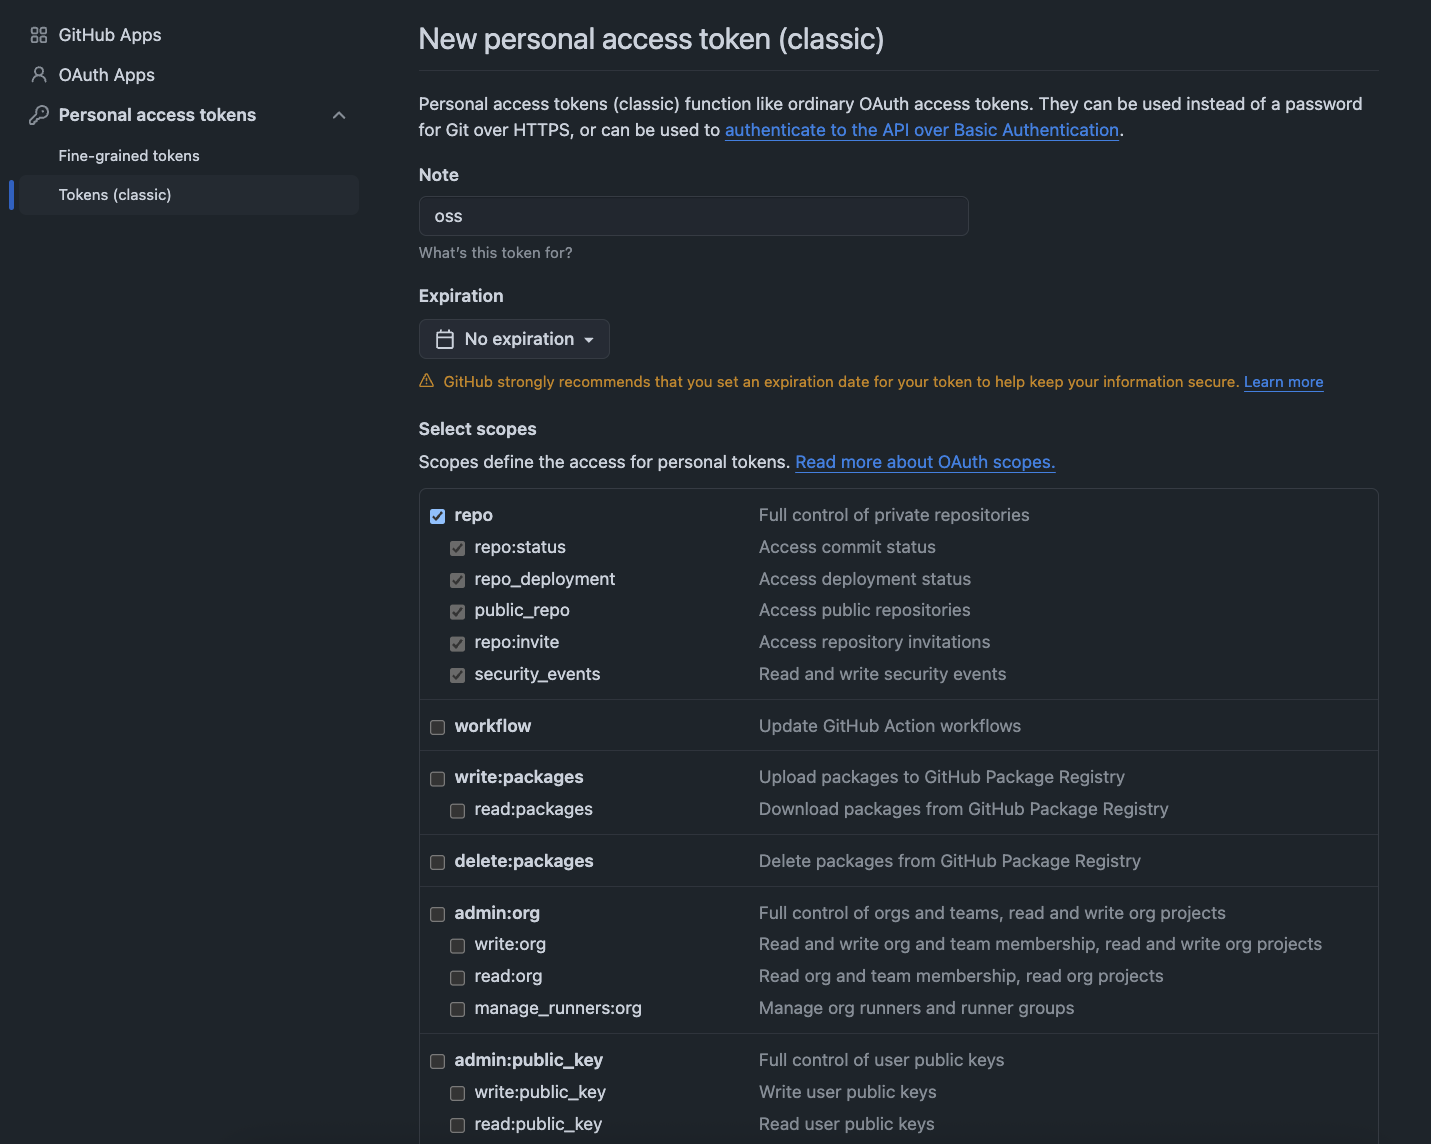 GitHub Apps
OAuth Apps
Personal access tokens
Fine-grained tokens
Tokens (classic)
New personal access token (classic)
Personal access tokens (classic) function like ordinary OAuth access tokens. They can be used instead of a password
for Git over HTTPS, or can be used to authenticate to the API over Basic Authentication.
Note
oss
What's this token for?
Expiration
No expiration
GitHub strongly recommends that you set an expiration date for your token to help keep your information secure. Learn more
Select scopes
Scopes define the access for personal tokens. Read more about OAuth scopes.
repo Full control of private repositories
repo:status Access commit status
repo_deployment Access deployment status
public_repo Access public repositories
repo:invite Access repository invitations
security_events Read and write security events
workflow Update GitHub Action workflows
write:packages Upload packages to GitHub Package Registry
read:packages Download packages from GitHub Package Registry
delete:packages Delete packages from GitHub Package Registry
admin:org Full control of orgs and teams, read and write org projects
write:org Read and write org and team membership, read and write org projects
read:org Read org and team membership, read org projects
manage_runners:org Manage org runners and runner groups
admin:public_key Full control of user public keys
write:public_key Write user public keys
read:public_key Read user public keys